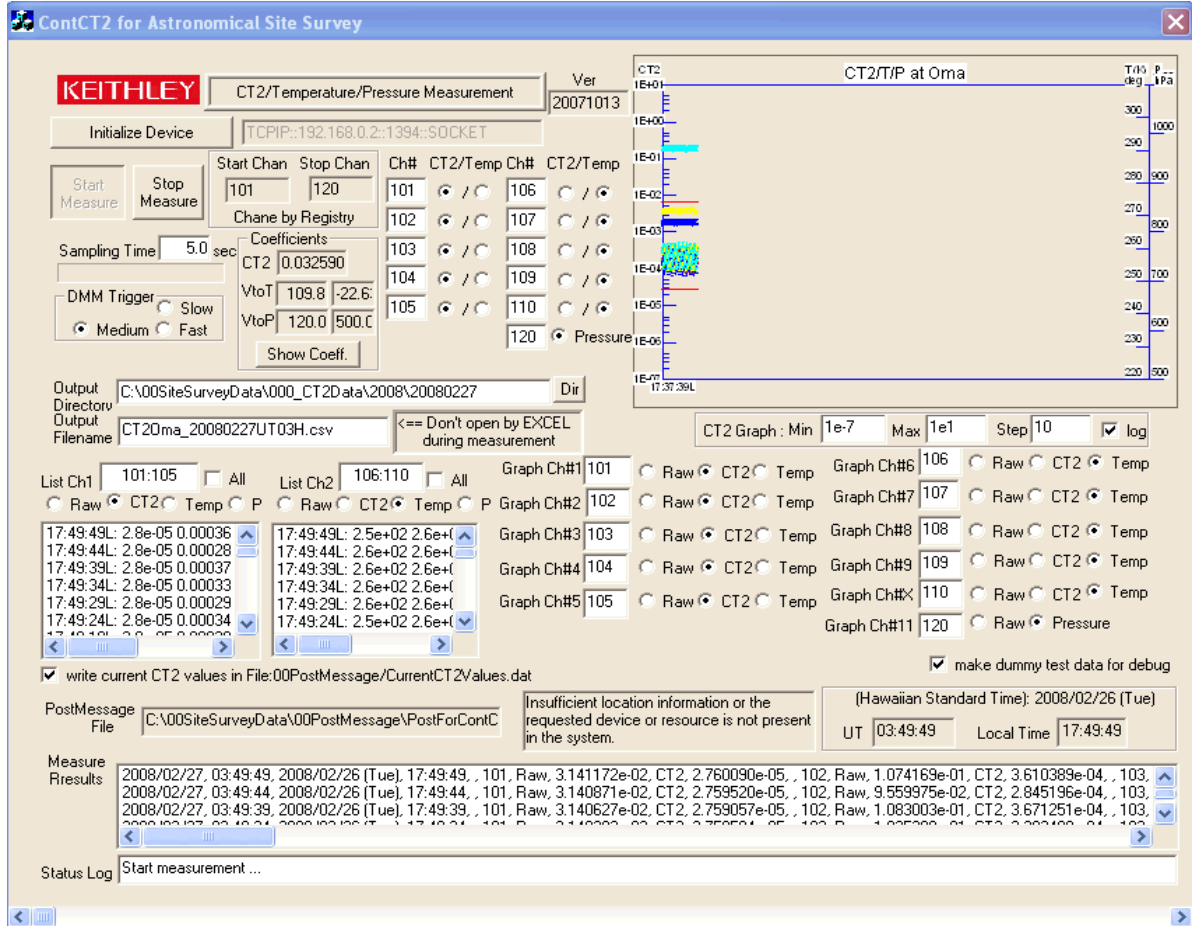 ContCT2 for Astronomical Site Survey
KEITHLEY
CT2/Temperature/Pressure Measurement
Ver
20071013
Initialize Device
TCPIP::192.168.0.2::1394::SOCKET
Start Measure
Stop Measure
Start Chan Stop Chan
101 120
Chane by Registry
Ch# CT2/Temp Ch# CT2/Temp
101 / 106 /
102 / 107 /
103 / 108 /
104 / 109 /
105 / 110 /
120 Pressure
Sampling Time 5.0 sec
DMM Trigger
Slow
Medium Fast
Coefficients
CT2 0.032590
VtoT 109.8 -22.6
VtoP 120.0 500.0
Show Coeff.
CT2/T/P at Oma
CT2
1E+01
1E+00
1E-01
1E-02
1E-03
1E-04
1E-05
1E-06
1E-07
17:37:39L
deg
300
290
280
270
260
250
240
230
220
hPa
1000
900
800
700
600
500
Output Directory C:\00SiteSurveyData\000_CT2Data\2008\20080227 Dir
Output Filename CT2Oma_20080227UT03H.csv
<== Don't open by EXCEL
during measurement
CT2 Graph : Min 1e-7 Max 1e1 Step 10 log
List Ch1 101:105 All
Raw CT2 Temp P
List Ch2 106:110 All
Raw CT2 Temp P
17:49:49L: 2.8e-05 0.00036
17:49:44L: 2.8e-05 0.00028
17:49:39L: 2.8e-05 0.00037
17:49:34L: 2.8e-05 0.00033
17:49:29L: 2.8e-05 0.00029
17:49:24L: 2.8e-05 0.00034
17:49:49L: 2.5e+02 2.6e+(
17:49:44L: 2.5e+02 2.6e+(
17:49:39L: 2.6e+02 2.6e+(
17:49:34L: 2.6e+02 2.6e+(
17:49:29L: 2.6e+02 2.6e+(
17:49:24L: 2.5e+02 2.6e+(
Graph Ch#1 101 Raw CT2 Temp
Graph Ch#2 102 Raw CT2 Temp
Graph Ch#3 103 Raw CT2 Temp
Graph Ch#4 104 Raw CT2 Temp
Graph Ch#5 105 Raw CT2 Temp
Graph Ch#6 106 Raw CT2 Temp
Graph Ch#7 107 Raw CT2 Temp
Graph Ch#8 108 Raw CT2 Temp
Graph Ch#9 109 Raw CT2 Temp
Graph Ch#X 110 Raw CT2 Temp
Graph Ch#11 120 Raw Pressure
write current CT2 values in File:00PostMessage/CurrentCT2Values.dat
make dummy test data for debug
PostMessage File C:\00SiteSurveyData\00PostMessage\PostForContC
Insufficient location information or the
requested device or resource is not present
in the system.
(Hawaiian Standard Time): 2008/02/26 (Tue)
UT 03:49:49 Local Time 17:49:49
Measure Rresults
2008/02/27, 03:49:49, 2008/02/26 (Tue), 17:49:49, , 101, Raw, 3.141172e-02, CT2, 2.760090e-05, , 102, Raw, 1.074169e-01, CT2, 3.610389e-04, , 103,
2008/02/27, 03:49:44, 2008/02/26 (Tue), 17:49:44, , 101, Raw, 3.140871e-02, CT2, 2.759520e-05, , 102, Raw, 9.559975e-02, CT2, 2.845196e-04, , 103,
2008/02/27, 03:49:39, 2008/02/26 (Tue), 17:49:39, , 101, Raw, 3.140627e-02, CT2, 2.759057e-05, , 102, Raw, 1.083003e-01, CT2, 3.671251e-04, , 103,
Status Log Start measurement ...